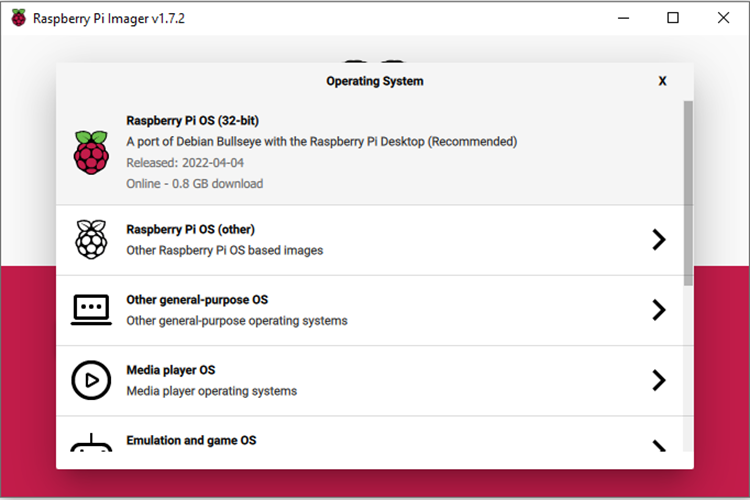 Raspberry Pi Imager v1.7.2
Operating System
X
Raspberry Pi OS (32-bit)
A port of Debian Bullseye with the Raspberry Pi Desktop (Recommended)
Released: 2022-04-04
Online - 0.8 GB download
Raspberry Pi OS (other)
Other Raspberry Pi OS based images
Other general-purpose OS
Other general-purpose operating systems
Media player OS
Media player operating systems
Emulation and game OS